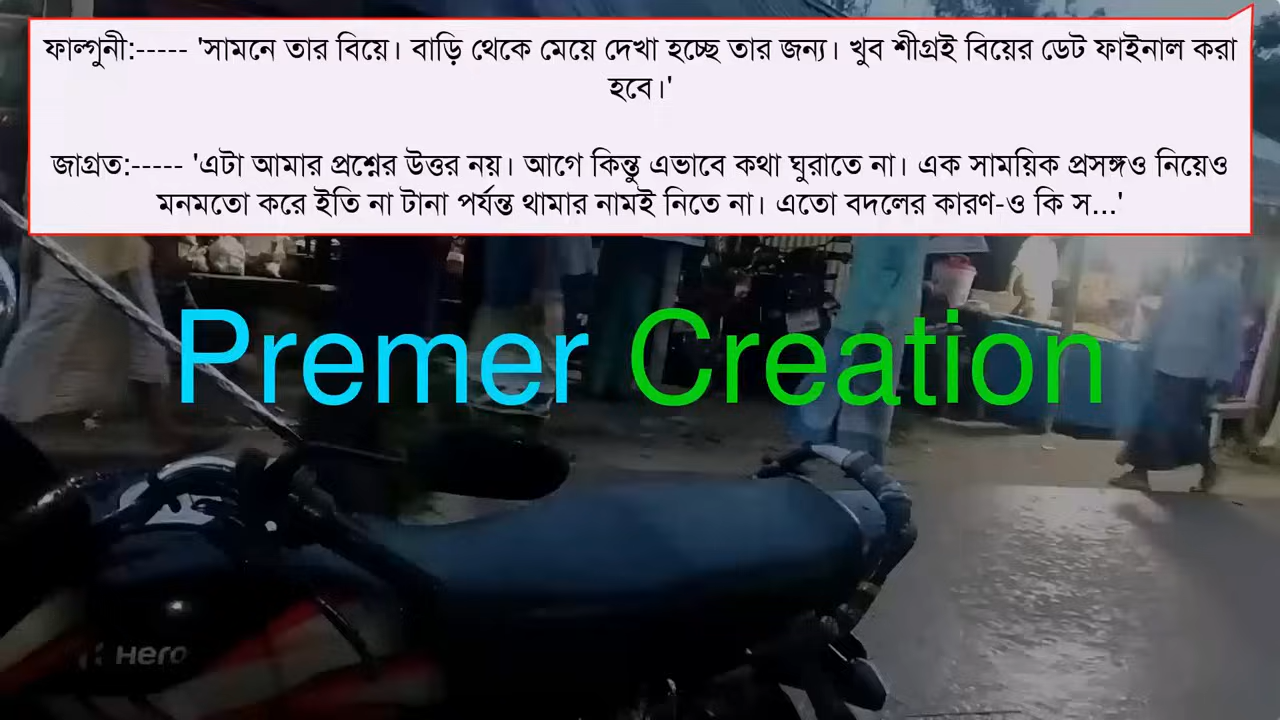 ফাল্গুনী:----- 'সামনে তার বিয়ে। বাড়ি থেকে মেয়ে দেখা হচ্ছে তার জন্য। খুব শীগ্রই বিয়ের ডেট ফাইনাল করা
হবে।'
জাগ্রত:----- 'এটা আমার প্রশ্নের উত্তর নয়। আগে কিন্তু এভাবে কথা ঘুরাতে না। এক সাময়িক প্রসঙ্গও নিয়েও
মনমতো করে ইতি না টানা পর্যন্ত থামার নামই নিতে না। এতো বদলের কারণ-ও কি স...'
Premer Creation
Hero